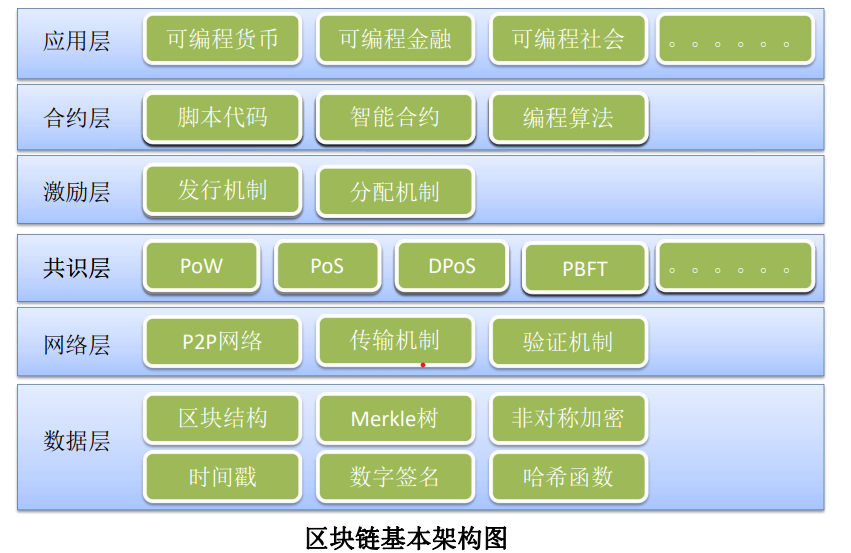 应用层 可编程货币 可编程金融 可编程社会 。。。。。。
合约层 脚本代码 智能合约 编程算法
激励层 发行机制 分配机制
共识层 PoW PoS DPoS PBFT 。。。。。。
网络层 P2P网络 传输机制 验证机制
数据层 区块结构 Merkle树 非对称加密
时间戳 数字签名 哈希函数
区块链基本架构图